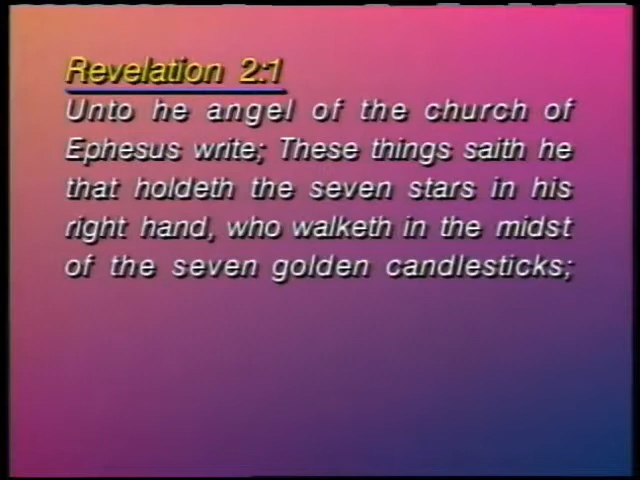 Revelation 2:1
Unto he angel of the church of
Ephesus write; These things saith he
that holdeth the seven stars in his
right hand, who walketh in the midst
of the seven golden candlesticks;